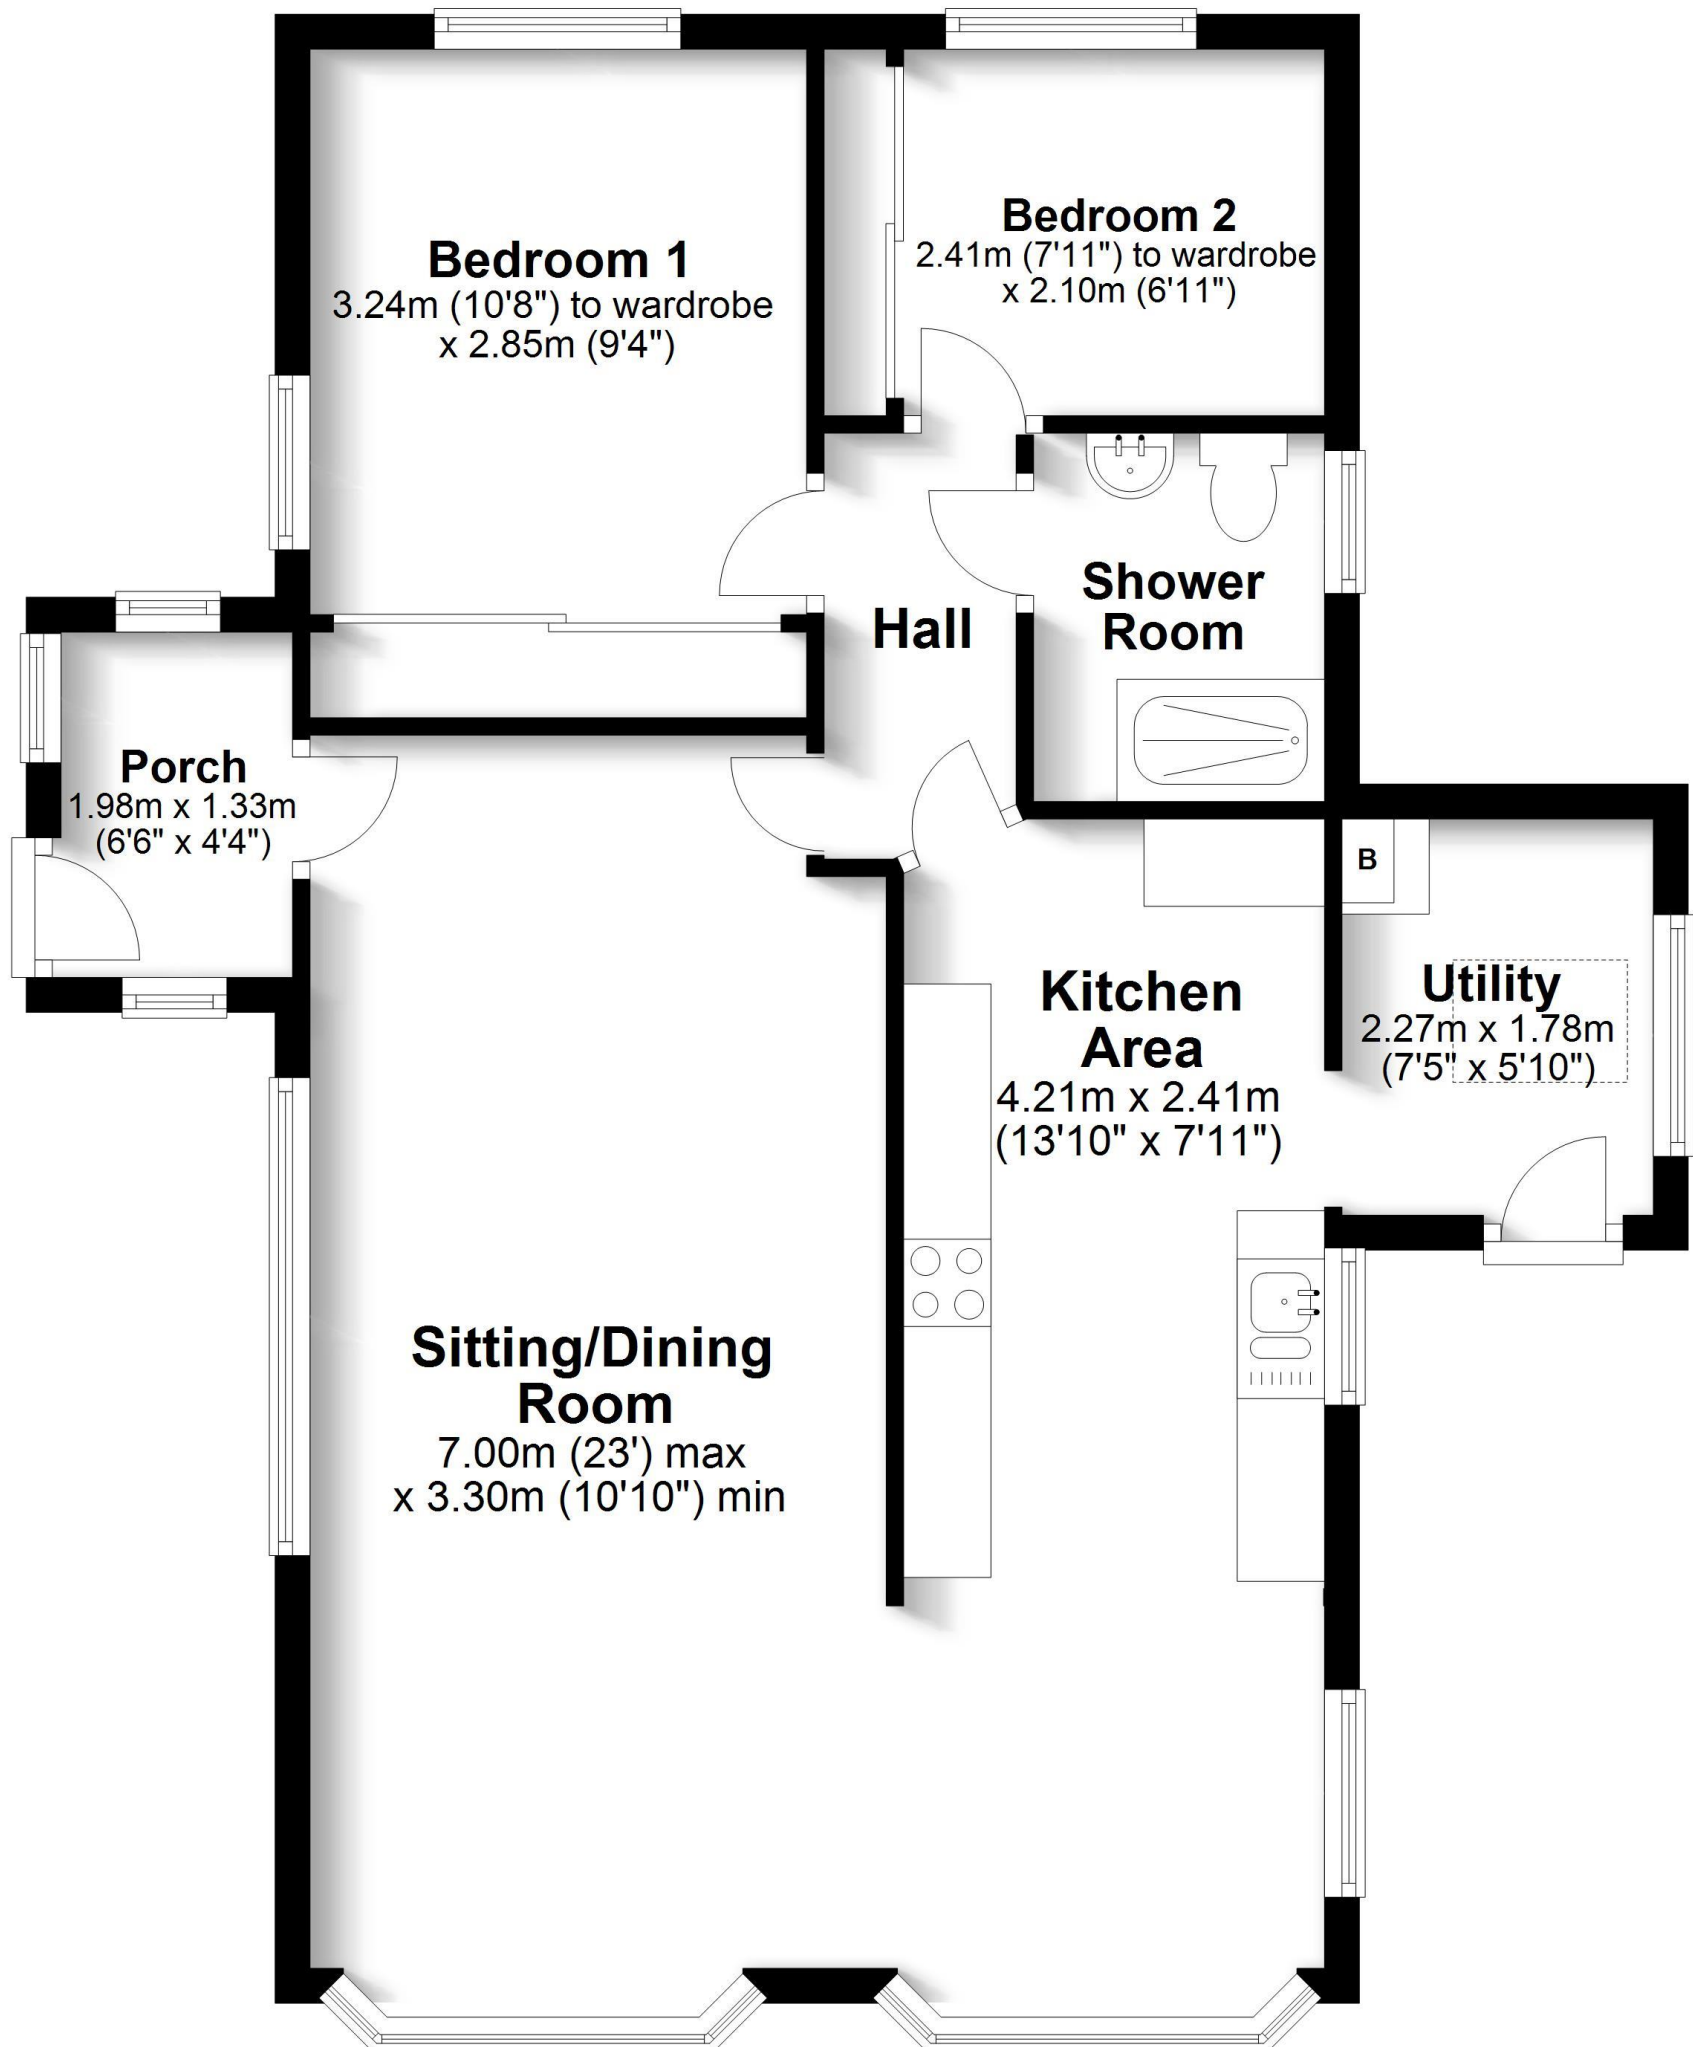 Bedroom 1
3.24m (10'8") to wardrobe
x 2.85m (9'4")
Bedroom 2
2.41m (7'11") to wardrobe
x 2.10m (6'11")
Shower
Room
Hall
Porch
1.98m x 1.33m
(6'6" x 4'4")
B
Kitchen
Area
4.21m x 2.41m
(13'10" x 7'11")
Utility
2.27m x 1.78m
(7'5" x 5'10")
Sitting/Dining
Room
7.00m (23') max
x 3.30m (10'10") min